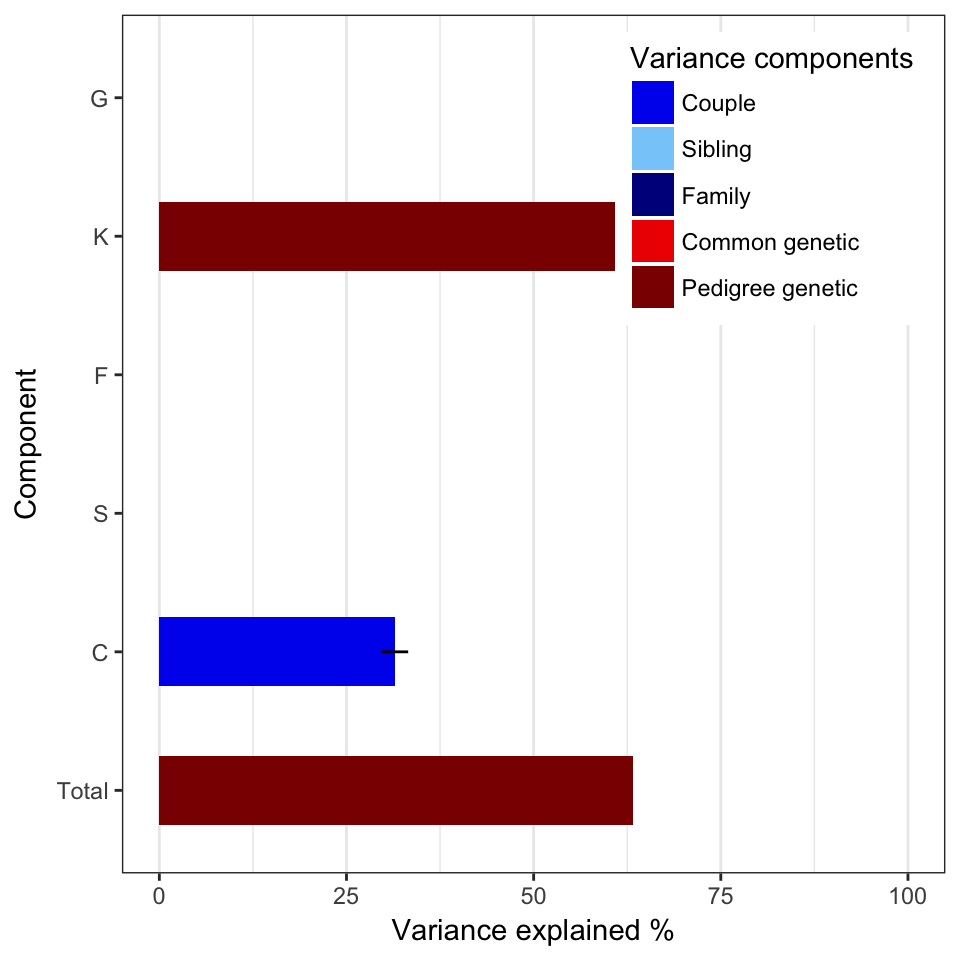 Variance components
Couple
Sibling
Family
Common genetic
Pedigree genetic
G
K
F
S
C
Total
Component
0 25 50 75 100
Variance explained %